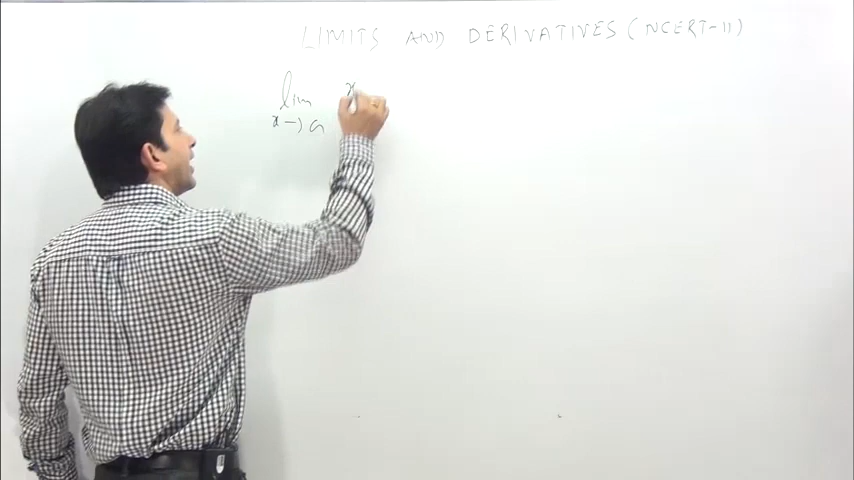 LIMITS AND DERIVATIVES (NCERT-11)
lim x
x → a